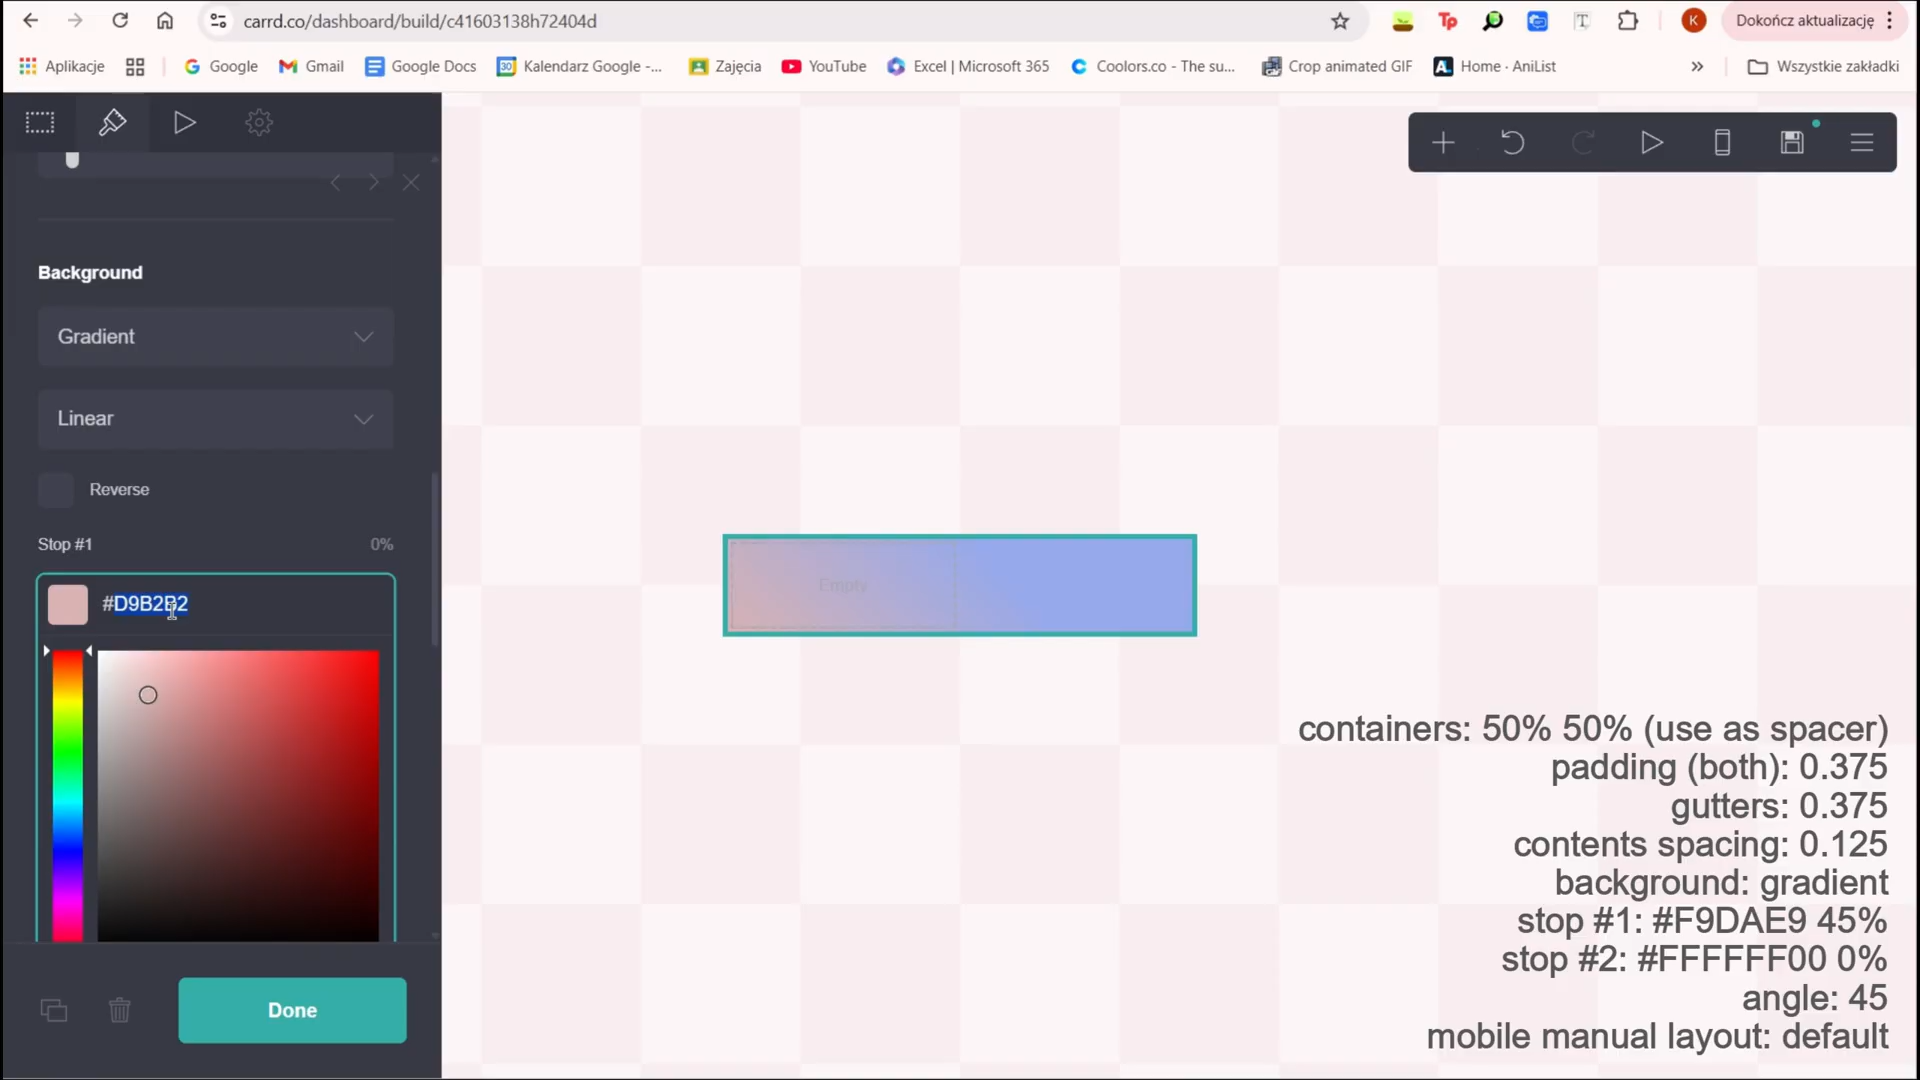 carrd.co/dashboard/build/c41603138h72404d
Tp
T
K
Dokończ aktualizację
Aplikacje
Google
Gmail
Google Docs
30
Kalendarz Google -...
Zajęcia
YouTube
Excel | Microsoft 365
Coolors.co - The su...
Crop animated GIF
Home · AniList
Wszystkie zakładki
Background
Gradient
Linear
Reverse
Stop #1
0%
#D9B2B2
Empty
Done
containers: 50% 50% (use as spacer)
padding (both): 0.375
gutters: 0.375
contents spacing: 0.125
background: gradient
stop #1: #F9DAE9 45%
stop #2: #FFFFFF00 0%
angle: 45
mobile manual layout: default